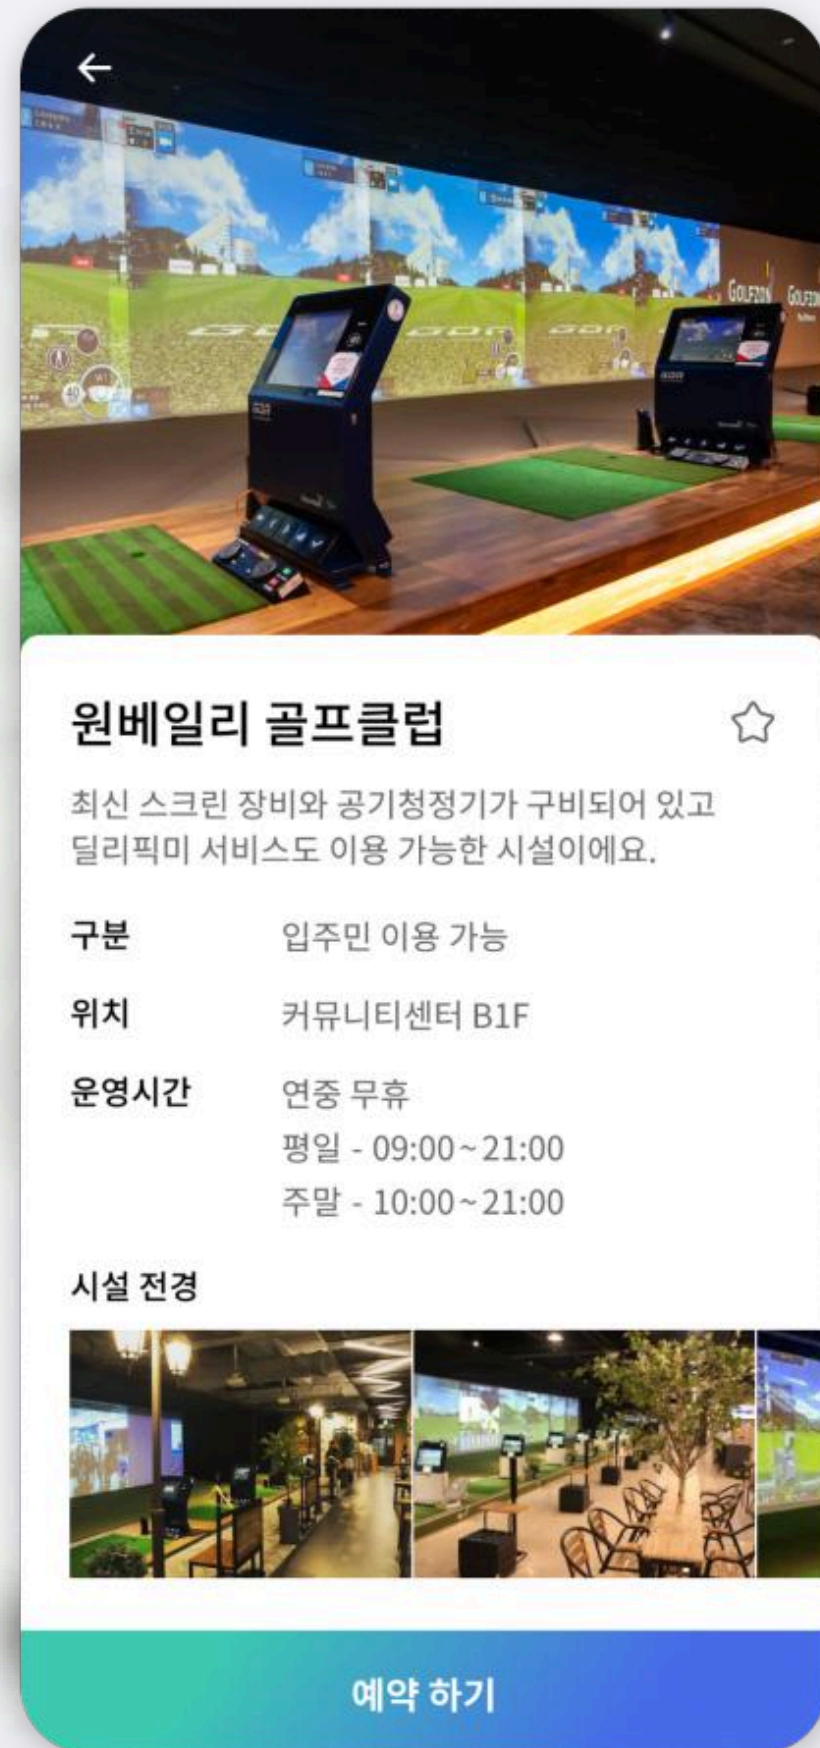 GOLFZON
GDR
원베일리 골프클럽
최신 스크린 장비와 공기청정기가 구비되어 있고
딜리픽미 서비스도 이용 가능한 시설이에요.
구분 입주민 이용 가능
위치 커뮤니티센터 B1F
운영시간 연중 무휴
평일 - 09:00~21:00
주말 - 10:00~21:00
시설 전경
예약 하기